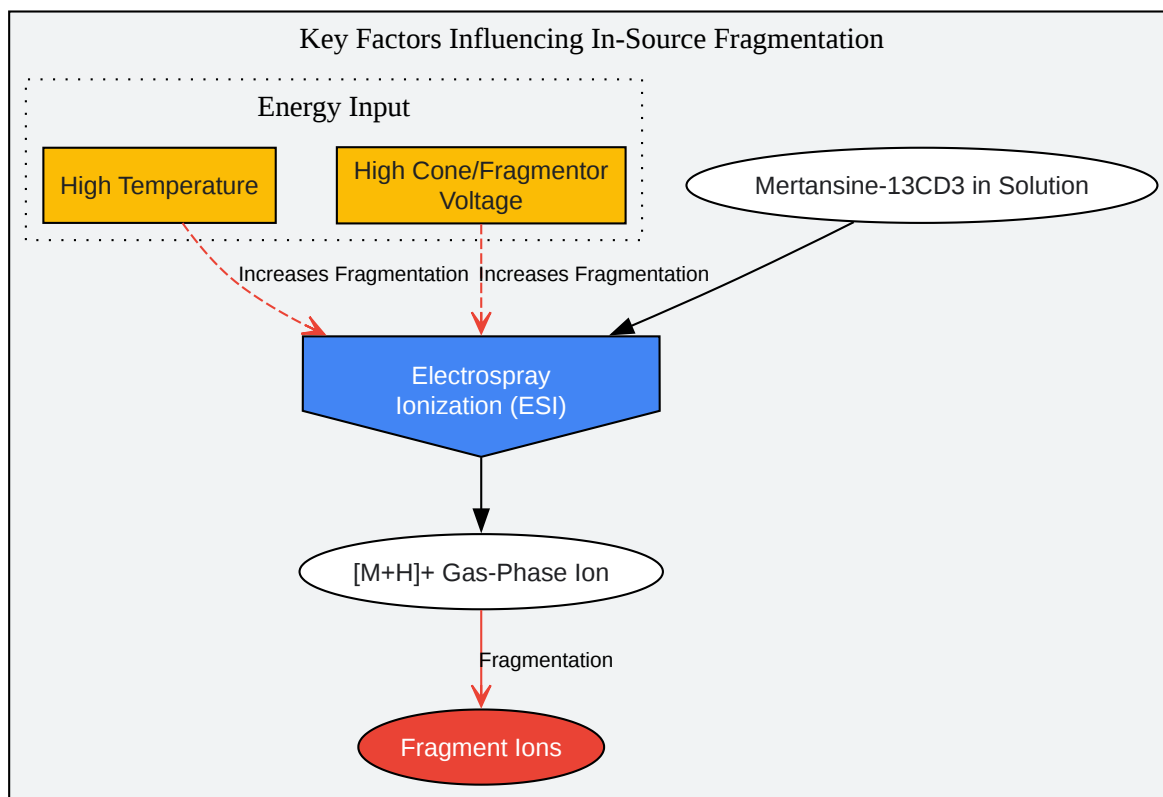 Key Factors Influencing In-Source Fragmentation
Energy Input
High Temperature
High Cone/Fragmentor
Voltage
Mertansine-13CD3 in Solution
Increases Fragmentation
Increases Fragmentation
Electrospray
Ionization (ESI)
[M+H]+ Gas-Phase Ion
Fragmentation
Fragment Ions